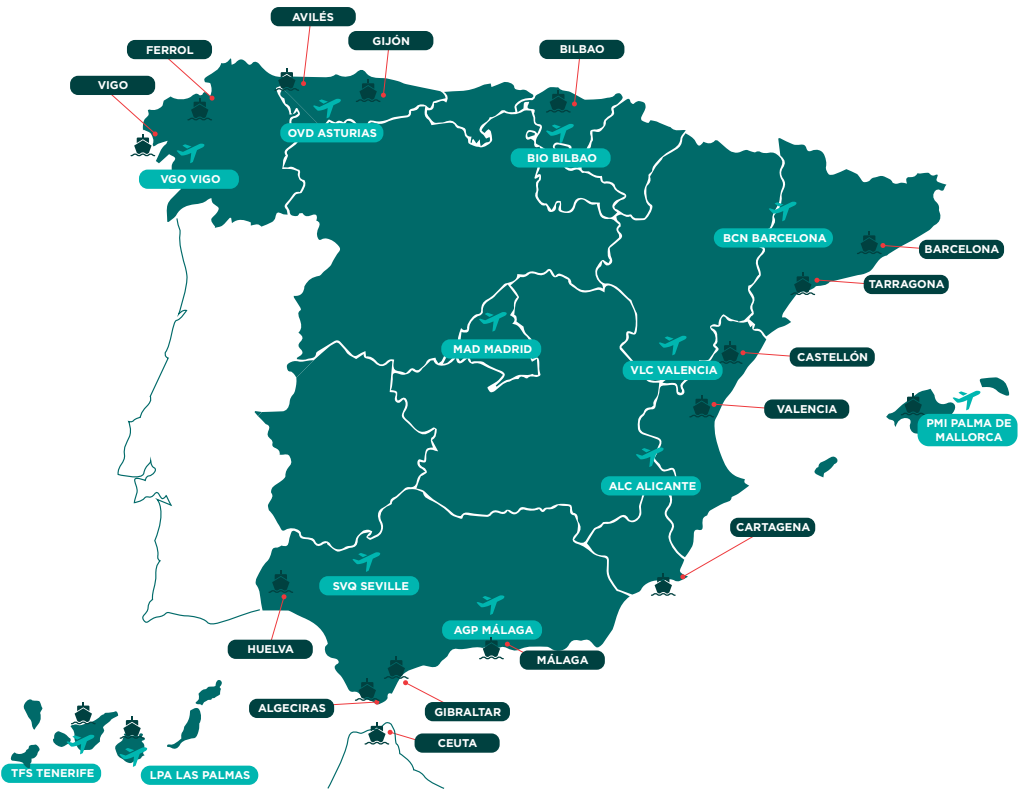 AVILÉS
GIJÓN
FERROL
BILBAO
VIGO
OVD ASTURIAS
BIO BILBAO
VGO VIGO
BCN BARCELONA
BARCELONA
TARRAGONA
MAD MADRID
CASTELLÓN
VLC VALENCIA
VALENCIA
PMI PALMA DE
MALLORCA
ALC ALICANTE
CARTAGENA
SVQ SEVILLE
AGP MÁLAGA
HUELVA
MÁLAGA
ALGECIRAS
GIBRALTAR
CEUTA
TFS TENERIFE
LPA LAS PALMAS